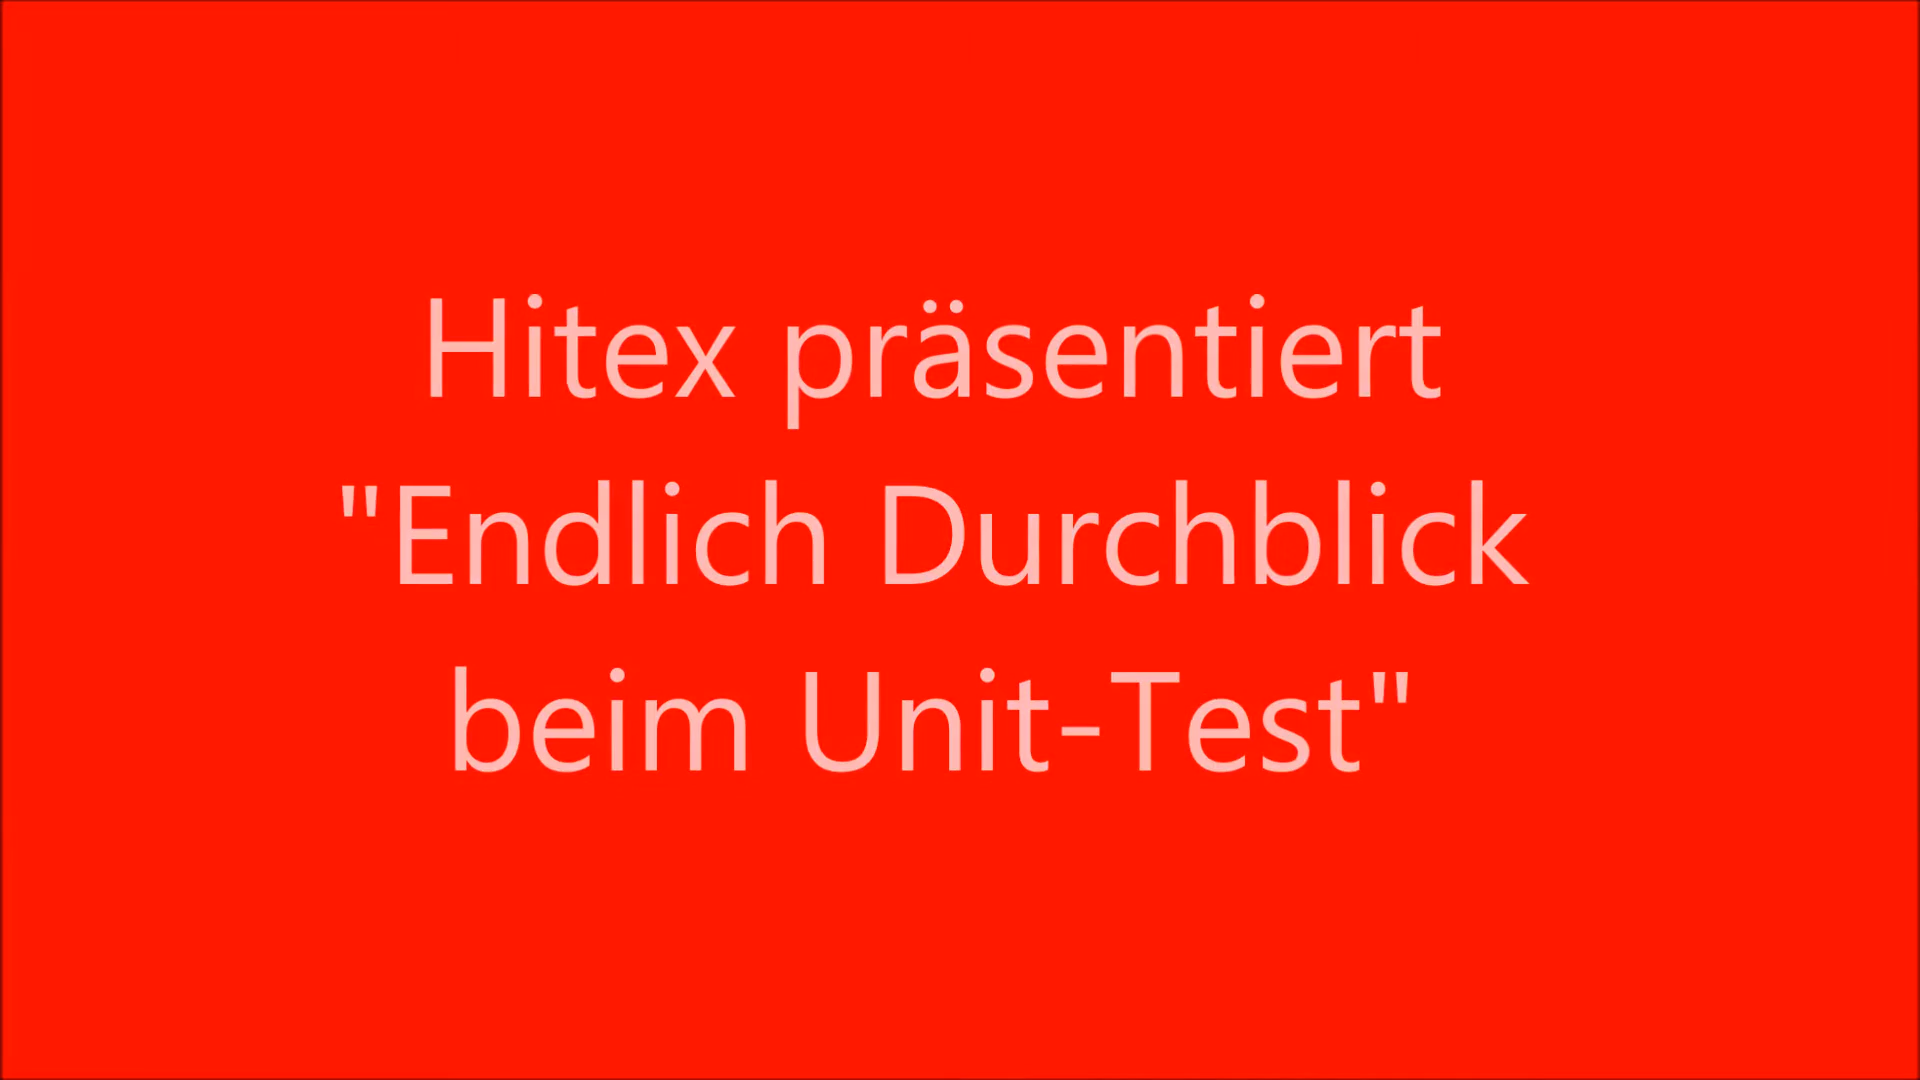 Hitex präsentiert
"Endlich Durchblick
beim Unit-Test"